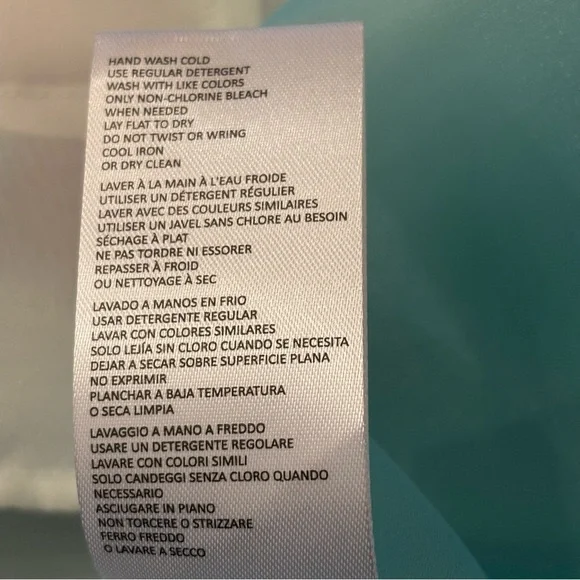 HAND WASH COLD
USE REGULAR DETERGENT
WASH WITH LIKE COLORS
ONLY NON-CHLORINE BLEACH
WHEN NEEDED
LAY FLAT TO DRY
DO NOT TWIST OR WRING
COOL IRON
OR DRY CLEAN
LAVER À LA MAIN À L'EAU FROIDE
UTILISER UN DÉTERGENT RÉGULIER
LAVER AVEC DES COULEURS SIMILAIRES
UTILISER UN JAVEL SANS CHLORE AU BESOIN
SÉCHAGE À PLAT
NE PAS TORDRE NI ESSORER
REPASSER À FROID
OU NETTOYAGE À SEC
LAVADO A MANOS EN FRIO
USAR DETERGENTE REGULAR
LAVAR CON COLORES SIMILARES
SOLO LEJÍA SIN CLORO CUANDO SE NECESITA
DEJAR A SECAR SOBRE SUPERFICIE PLANA
NO EXPRIMIR
PLANCHAR A BAJA TEMPERATURA
O SECA LIMPIA
LAVAGGIO A MANO A FREDDO
USARE UN DETERGENTE REGOLARE
LAVARE CON COLORI SIMILI
SOLO CANDEGGI SENZA CLORO QUANDO
NECESSARIO
ASCIUGARE IN PIANO
NON TORCERE O STRIZZARE
FERRO FREDDO
O LAVARE A SECCO